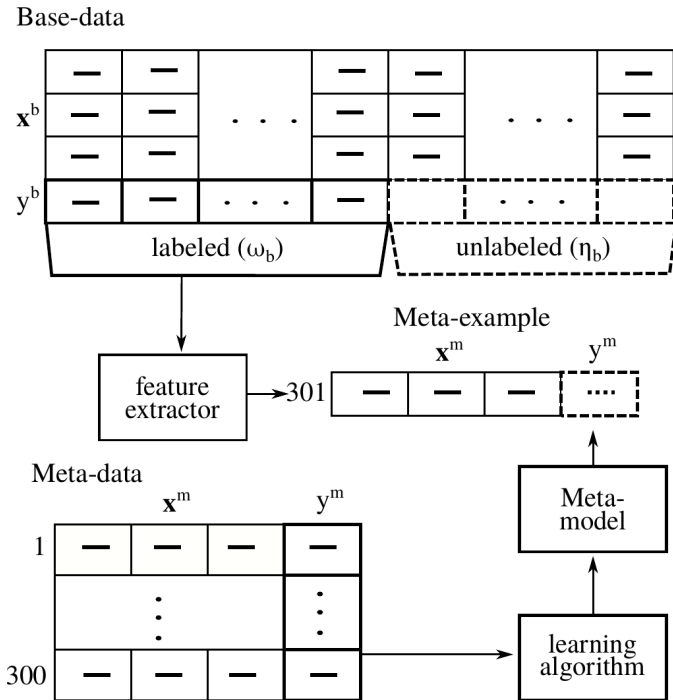 Base-data
x^b
. . .
. . .
y^b
. . .
. . .
labeled (ω_b)
unlabeled (η_b)
Meta-example
x^m
y^m
feature
extractor
301
Meta-data
x^m
y^m
1
300
Meta-
model
learning
algorithm